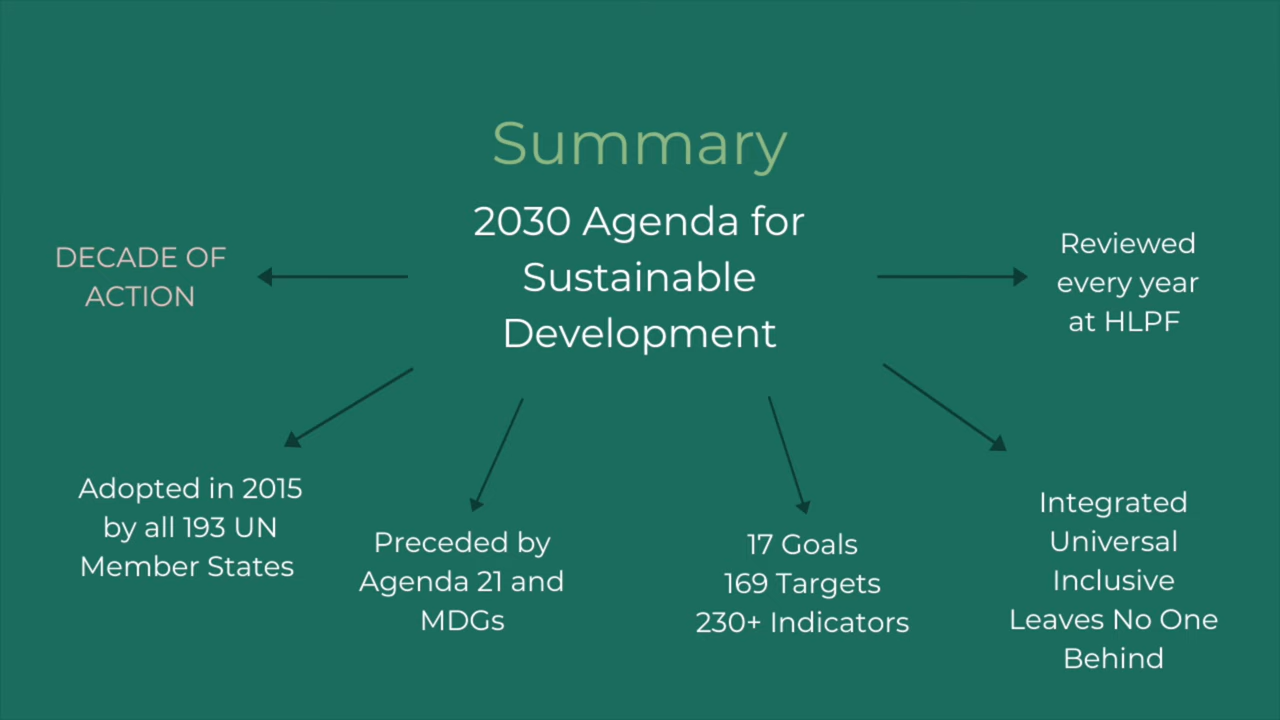 Summary
2030 Agenda for
Sustainable
Development
DECADE OF
ACTION
Reviewed
every year
at HLPF
Adopted in 2015
by all 193 UN
Member States
Preceded by
Agenda 21 and
MDGs
17 Goals
169 Targets
230+ Indicators
Integrated
Universal
Inclusive
Leaves No One
Behind